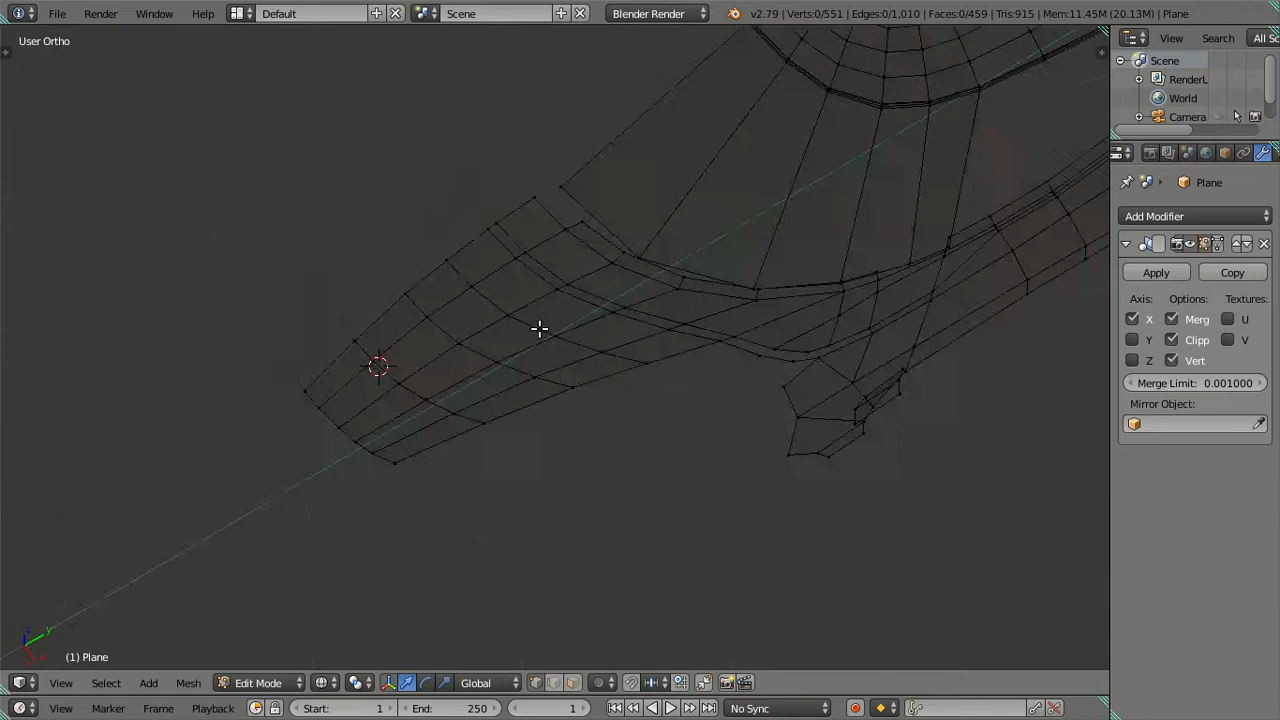 File Render Window Help Default Scene Blender Render v2.79 | Verts:0/551 | Edges:0/1,010 | Faces:0/459 | Tris:915 | Mem:11.45M (20.13M) | Plane
User Ortho
View Search All Sc
Scene
RenderL
World
Camera
Plane
Add Modifier
Apply Copy
Axis: Options: Textures:
X Merg U
Y Clipp V
Z Vert
Merge Limit: 0.001000
Mirror Object:
z
y
x
(1) Plane
View Select Add Mesh Edit Mode Global
View Marker Frame Playback Start: 1 End: 250 1 No Sync